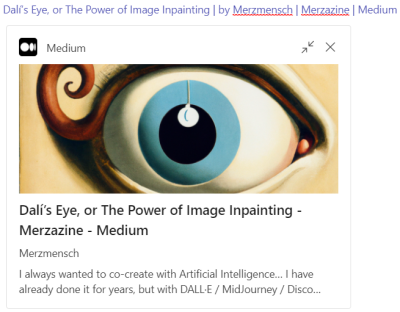 Dalí's Eye, or The Power of Image Inpainting | by Merzmensch | Merzazine | Medium
Medium
Dalí's Eye, or The Power of Image Inpainting -
Merzazine - Medium
Merzmensch
I always wanted to co-create with Artificial Intelligence... I have
already done it for years, but with DALL·E / MidJourney / Disco...